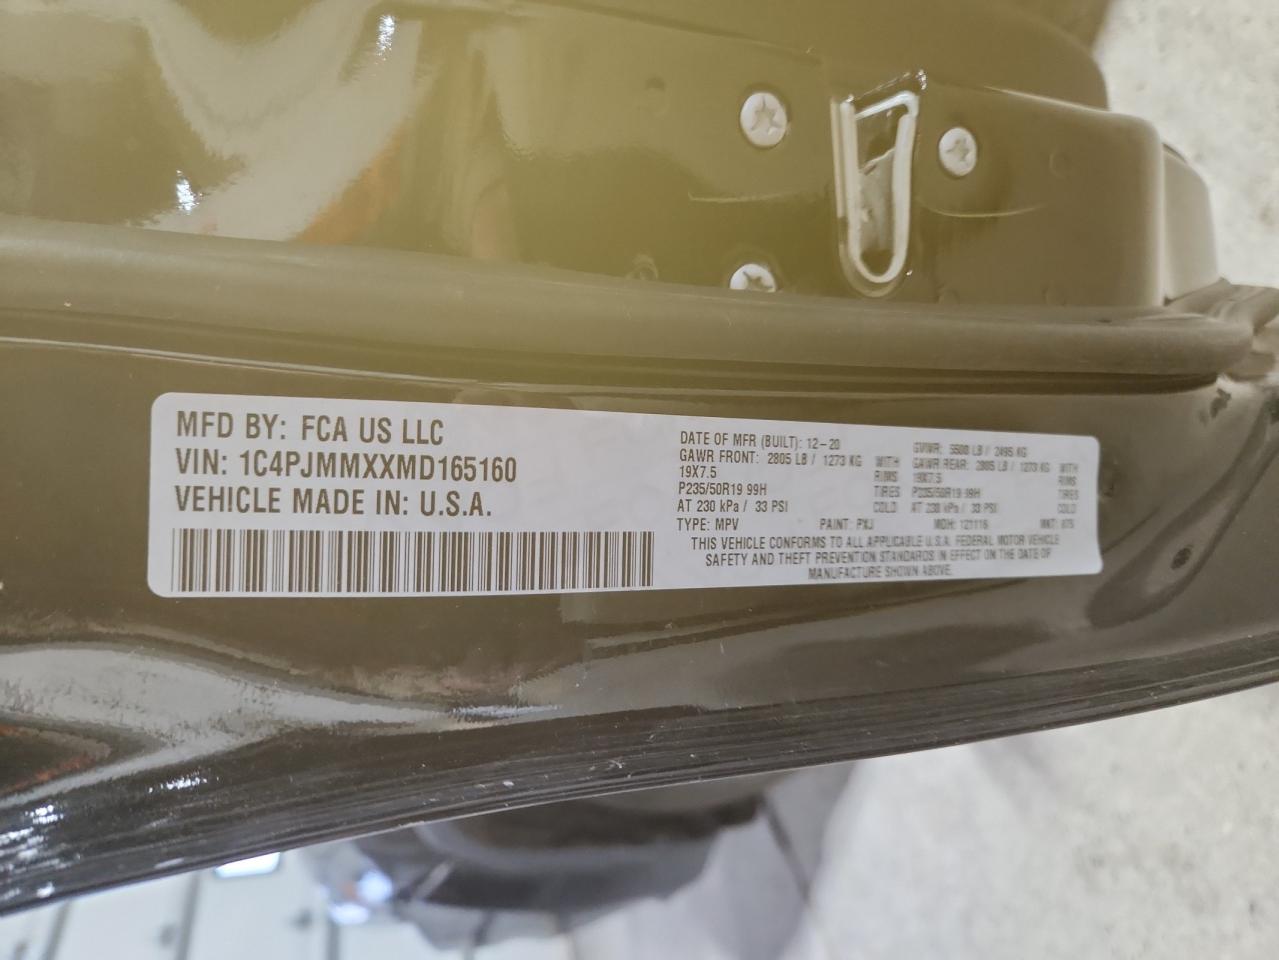 MFD BY: FCA US LLC
VIN: 1C4PJMMXXMD165160
VEHICLE MADE IN: U.S.A.
DATE OF MFR (BUILT): 12-20 GVWR: 5500 LB / 2495 KG
GAWR FRONT: 2805 LB / 1273 KG WITH GAWR REAR: 2805 LB / 1273 KG WITH
19X7.5 RIMS 19X7.5 RIMS
P235/50R19 99H TIRES P235/50R19 99H TIRES
AT 230 kPa / 33 PSI COLD AT 230 kPa / 33 PSI COLD
TYPE: MPV PAINT: PXJ MDH: 121116 MKT:
THIS VEHICLE CONFORMS TO ALL APPLICABLE U.S.A. FEDERAL MOTOR VEHICLE
SAFETY AND THEFT PREVENTION STANDARDS IN EFFECT ON THE DATE OF
MANUFACTURE SHOWN ABOVE.